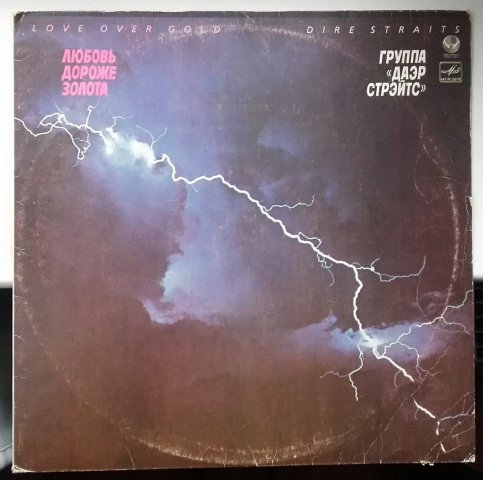 LOVE OVER GOLD
DIRE STRAITS
ЛЮБОВЬ
ДОРОЖЕ
ЗОЛОТА
ГРУППА
«ДАЭР
СТРЭЙТС»